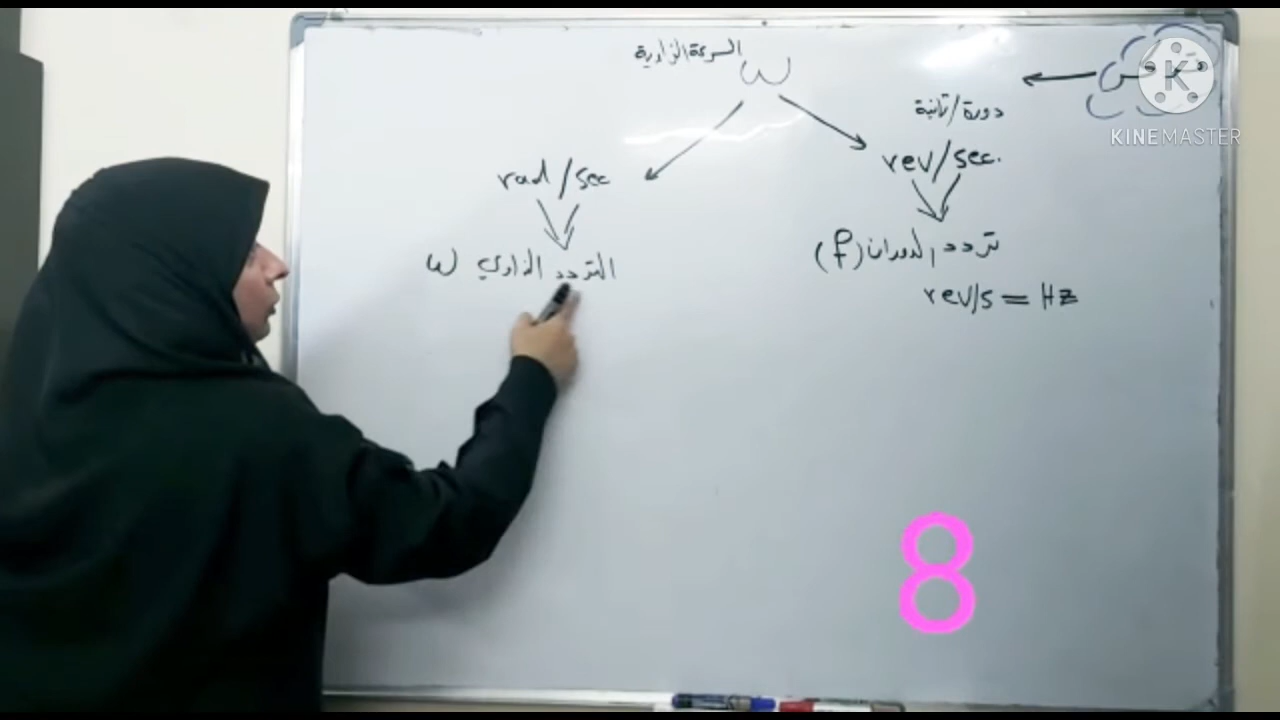 السرعة الزاوية
ω
دورة/ثانية
rev/sec.
rad/sec
تردد الدوران (f)
rev/s = Hz
التردد الزاوي ω
K
KINEMASTER
8